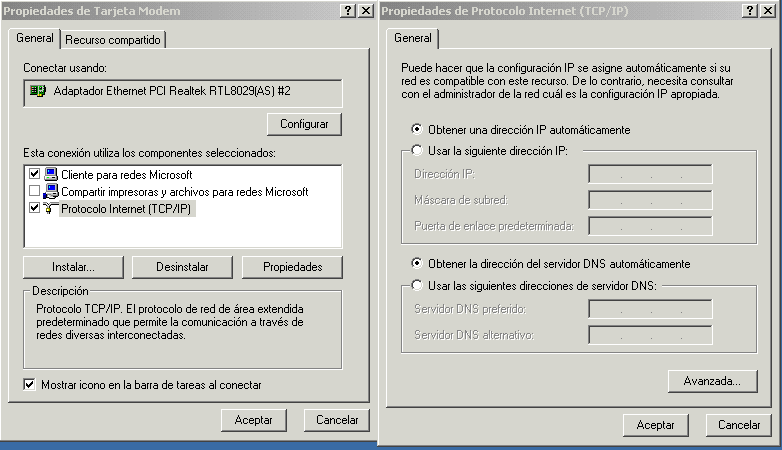 Propiedades de Tarjeta Modem
General
Recurso compartido
Conectar usando:
Adaptador Ethernet PCI Realtek RTL8029(AS) #2
Configurar
Esta conexión utiliza los componentes seleccionados:
Cliente para redes Microsoft
Compartir impresoras y archivos para redes Microsoft
Protocolo Internet (TCP/IP)
Instalar...
Desinstalar
Propiedades
Descripción
Protocolo TCP/IP. El protocolo de red de área extendida
predeterminado que permite la comunicación a través de
redes diversas interconectadas.
Mostrar icono en la barra de tareas al conectar
Aceptar
Cancelar
Propiedades de Protocolo Internet (TCP/IP)
General
Puede hacer que la configuración IP se asigne automáticamente si su
red es compatible con este recurso. De lo contrario, necesita consultar
con el administrador de la red cuál es la configuración IP apropiada.
Obtener una dirección IP automáticamente
Usar la siguiente dirección IP:
Dirección IP:
Máscara de subred:
Puerta de enlace predeterminada:
Obtener la dirección del servidor DNS automáticamente
Usar las siguientes direcciones de servidor DNS:
Servidor DNS preferido:
Servidor DNS alternativo:
Avanzada...
Aceptar
Cancelar